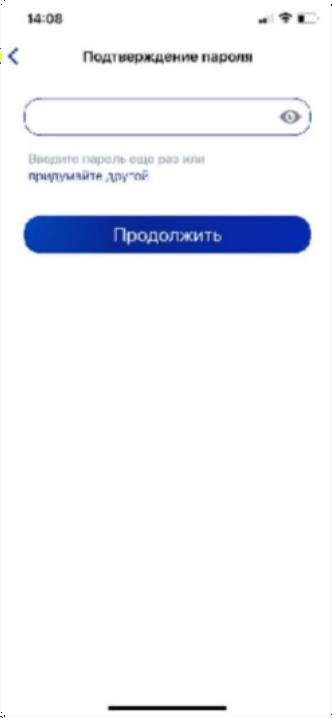 14:08
Подтверждение пароля
Введите пароль еще раз или
придумайте другой
Продолжить